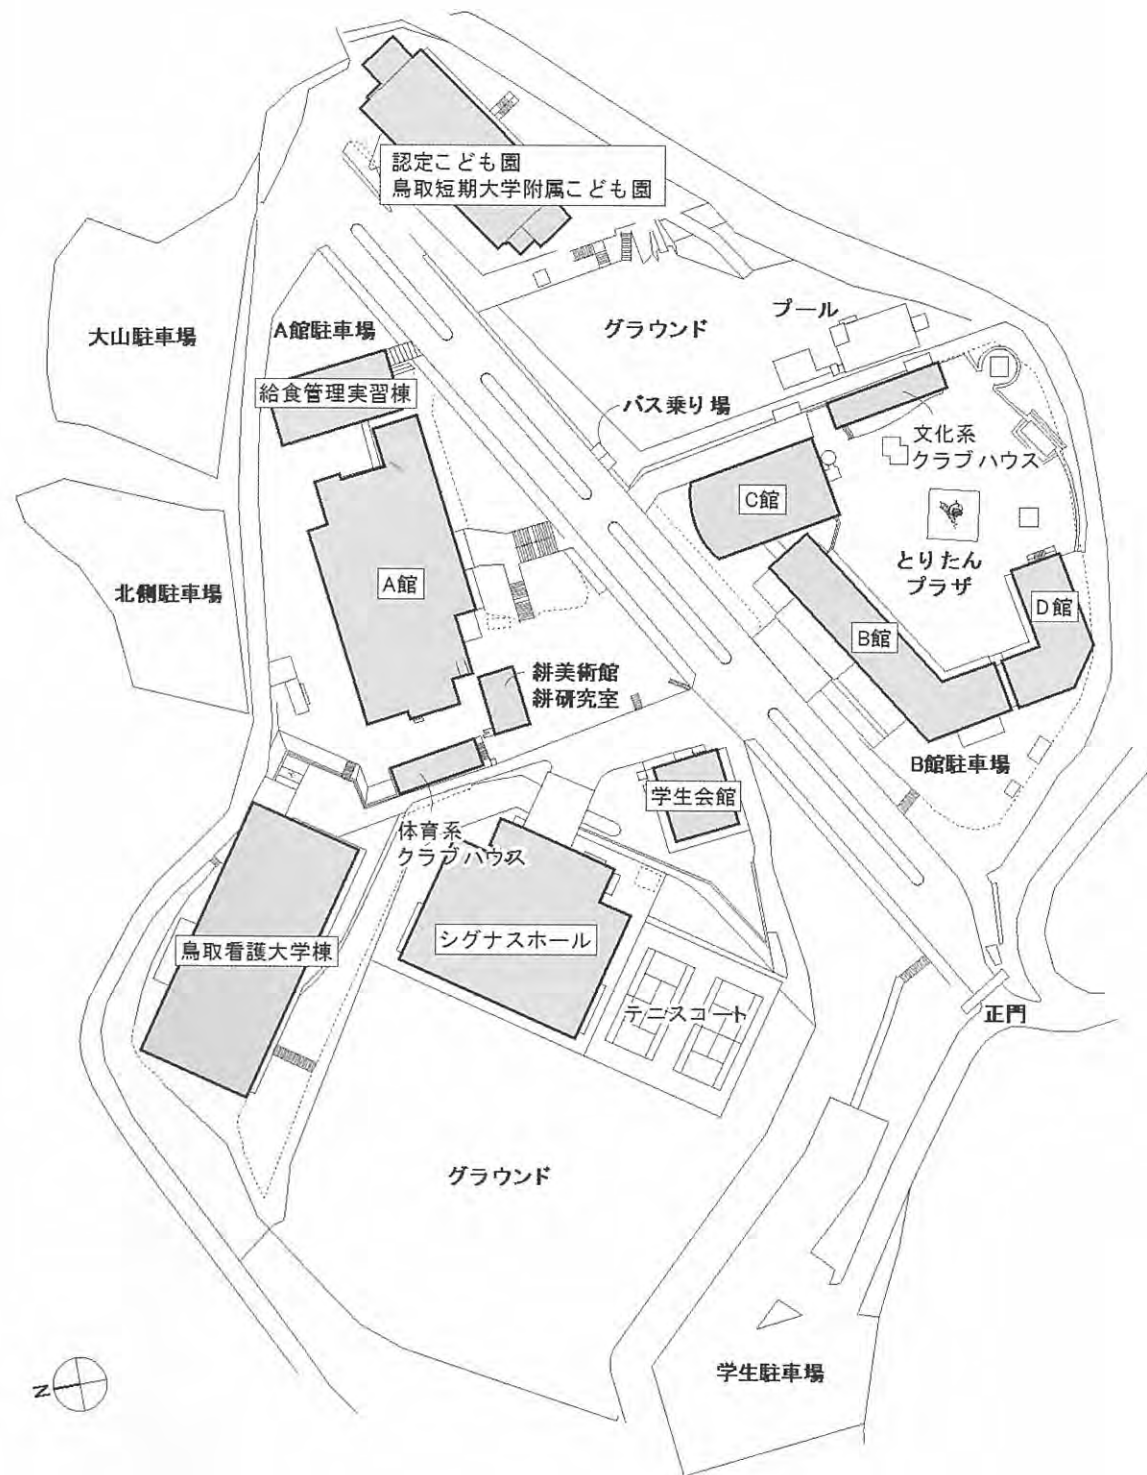 認定こども園
鳥取短期大学附属こども園
大山駐車場
A館駐車場
給食管理実習棟
グラウンド
プール
バス乗り場
文化系
クラブハウス
C館
とりたん
プラザ
D館
B館
A館
北側駐車場
絣美術館
絣研究室
B館駐車場
学生会館
体育系
クラブハウス
シグナスホール
鳥取看護大学棟
テニスコート
正門
グラウンド
学生駐車場
N